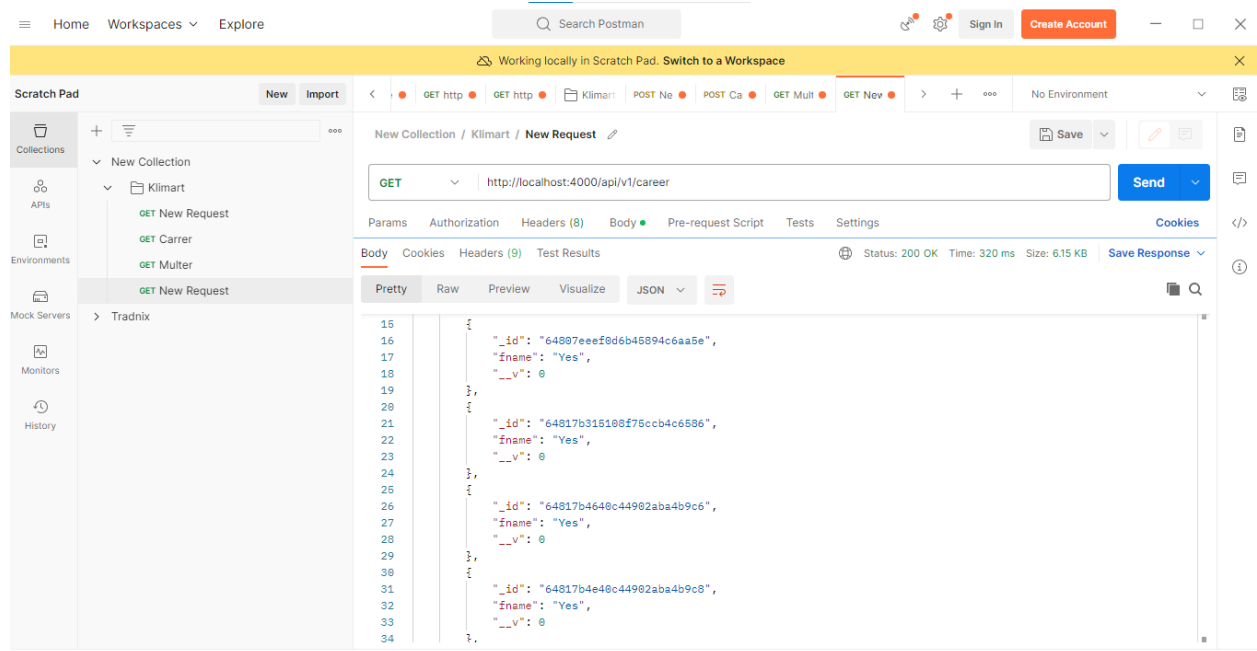 Home Workspaces Explore Search Postman Sign In Create Account
Working locally in Scratch Pad. Switch to a Workspace
Scratch Pad New Import
GET http GET http Klimart POST Ne POST Ca GET Mult GET New No Environment
Collections
APIs
Environments
Mock Servers
Monitors
History
New Collection
Klimart
GET New Request
GET Carrer
GET Multer
GET New Request
Tradnix
New Collection / Klimart / New Request Save
GET http://localhost:4000/api/v1/career Send
Params Authorization Headers (8) Body Pre-request Script Tests Settings Cookies
Body Cookies Headers (9) Test Results Status: 200 OK Time: 320 ms Size: 6.15 KB Save Response
Pretty Raw Preview Visualize JSON
15 {
16 "_id": "64807eeef0d6b45894c6aa5e",
17 "fname": "Yes",
18 "__v": 0
19 },
20 {
21 "_id": "64817b315108f75ccb4c6586",
22 "fname": "Yes",
23 "__v": 0
24 },
25 {
26 "_id": "64817b4640c44902aba4b9c6",
27 "fname": "Yes",
28 "__v": 0
29 },
30 {
31 "_id": "64817b4e40c44902aba4b9c8",
32 "fname": "Yes",
33 "__v": 0
34 },